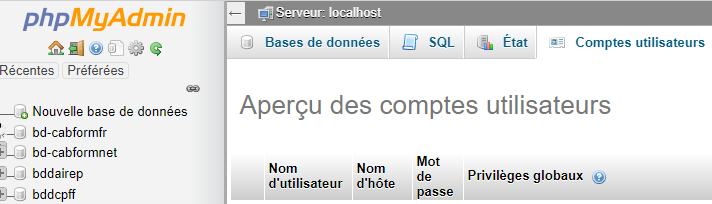 phpMyAdmin
Récentes Préférées
Nouvelle base de données
bd-cabformfr
bd-cabformnet
bddairep
bddcpff
Serveur: localhost
Bases de données SQL État Comptes utilisateurs
Aperçu des comptes utilisateurs
Nom d'utilisateur
Nom d'hôte
Mot de passe
Privilèges globaux